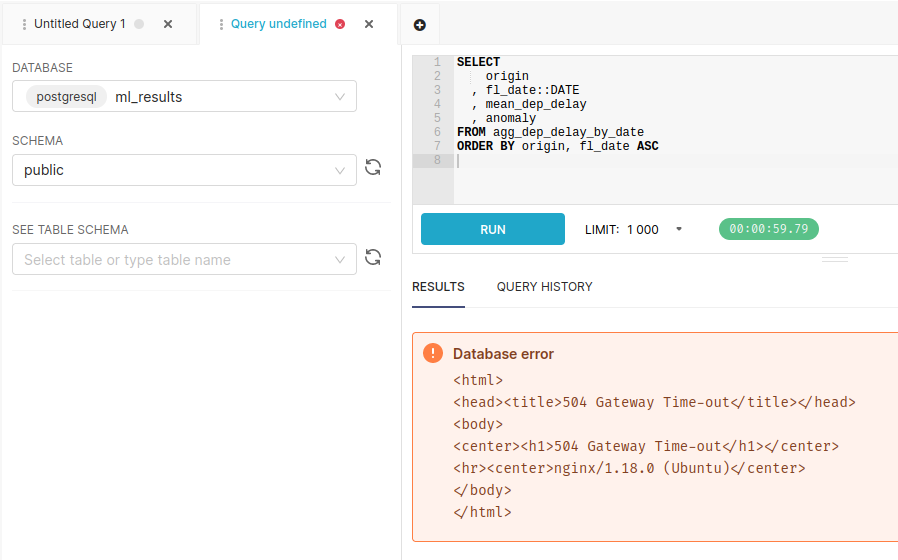 Untitled Query 1
Query undefined
DATABASE
postgresql ml_results
SCHEMA
public
SEE TABLE SCHEMA
Select table or type table name
1 SELECT
2 origin
3 , fl_date::DATE
4 , mean_dep_delay
5 , anomaly
6 FROM agg_dep_delay_by_date
7 ORDER BY origin, fl_date ASC
8
RUN LIMIT: 1 000 00:00:59.79
RESULTS QUERY HISTORY
Database error
<html>
<head><title>504 Gateway Time-out</title></head>
<body>
<center><h1>504 Gateway Time-out</h1></center>
<hr><center>nginx/1.18.0 (Ubuntu)</center>
</body>
</html>